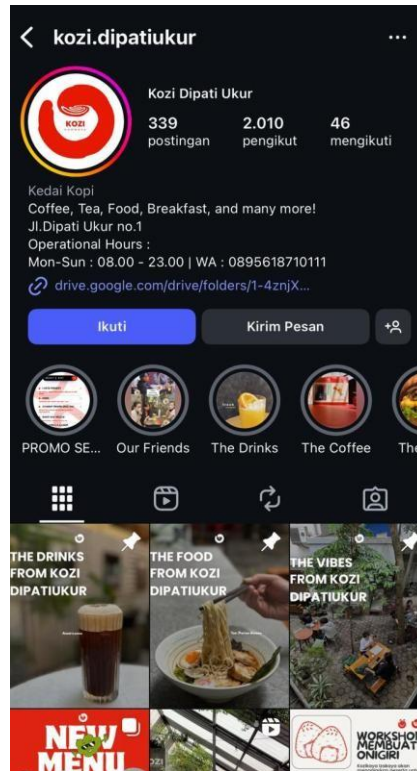 kozi.dipatiukur
KOZI
Kozi Dipati Ukur
339 2.010 46
postingan pengikut mengikuti
Kedai Kopi
Coffee, Tea, Food, Breakfast, and many more!
Jl.Dipati Ukur no.1
Operational Hours :
Mon-Sun : 08.00 - 23.00 | WA : 0895618710111
drive.google.com/drive/folders/1-4znjX...
Ikuti Kirim Pesan
PROMO SE... Our Friends The Drinks The Coffee The
THE DRINKS
FROM KOZI
DIPATIUKUR
THE FOOD
FROM KOZI
DIPATIUKUR
THE VIBES
FROM KOZI
DIPATIUKUR
NEW
MENU
WORKSHOP
MEMBUAT
ONIGIRI